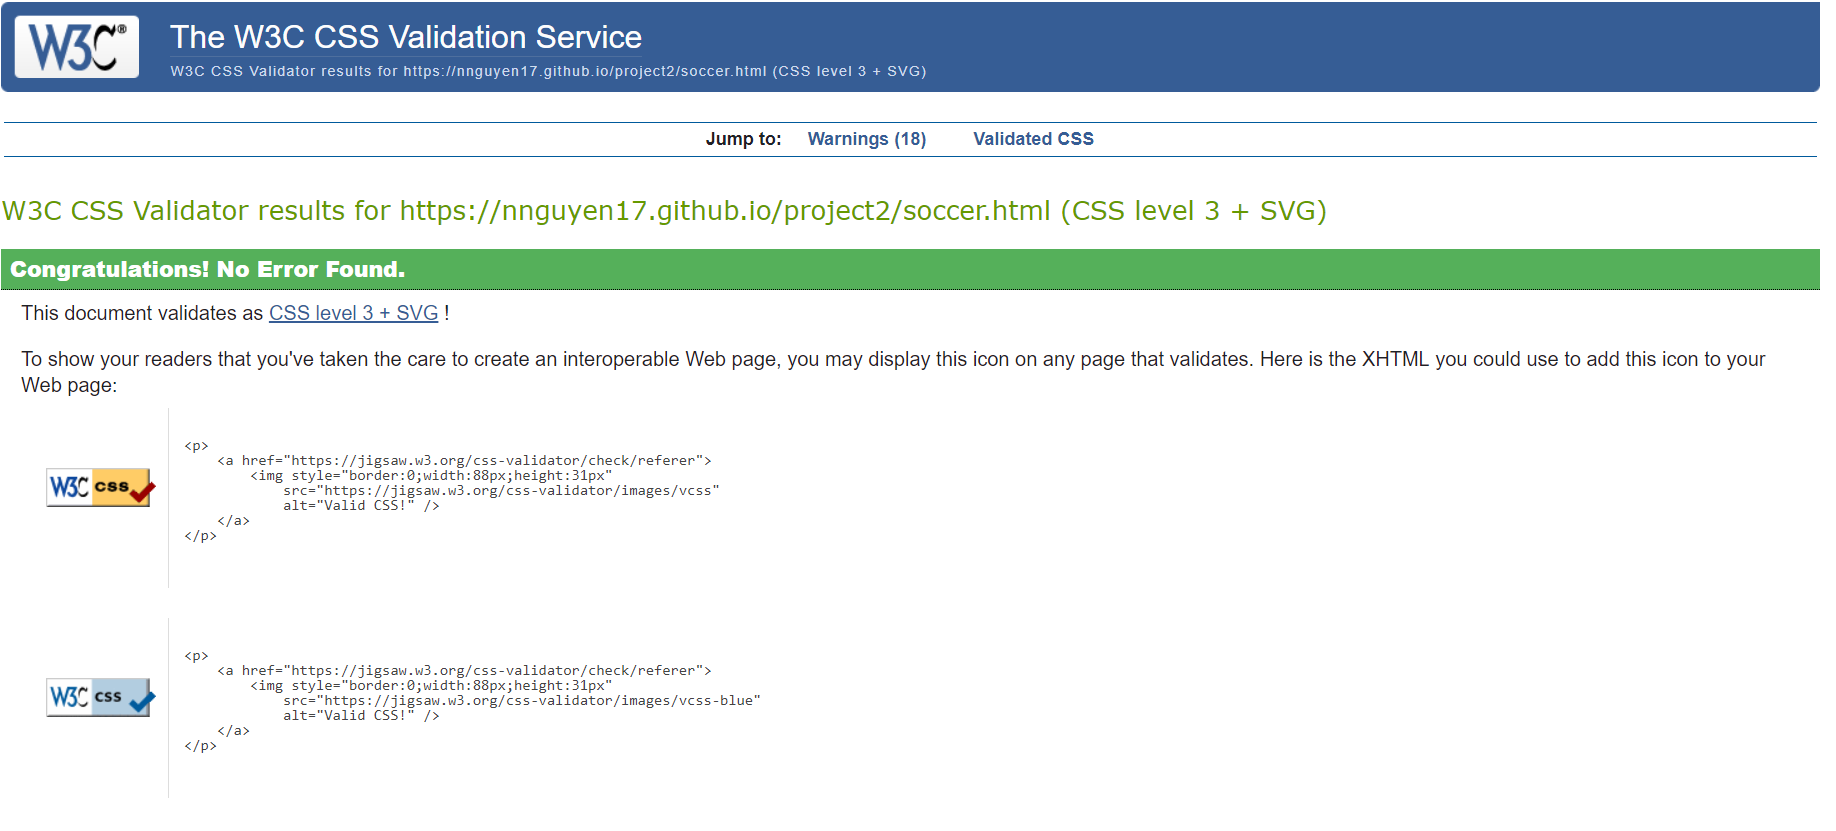 W3C®
The W3C CSS Validation Service
W3C CSS Validator results for https://nnguyen17.github.io/project2/soccer.html (CSS level 3 + SVG)
Jump to: Warnings (18) Validated CSS
W3C CSS Validator results for https://nnguyen17.github.io/project2/soccer.html (CSS level 3 + SVG)
Congratulations! No Error Found.
This document validates as CSS level 3 + SVG !
To show your readers that you've taken the care to create an interoperable Web page, you may display this icon on any page that validates. Here is the XHTML you could use to add this icon to your
Web page:
W3C css
<p>
    <a href="https://jigsaw.w3.org/css-validator/check/referer">
        <img style="border:0;width:88px;height:31px"
            src="https://jigsaw.w3.org/css-validator/images/vcss"
            alt="Valid CSS!" />
    </a>
</p>
W3C css
<p>
    <a href="https://jigsaw.w3.org/css-validator/check/referer">
        <img style="border:0;width:88px;height:31px"
            src="https://jigsaw.w3.org/css-validator/images/vcss-blue"
            alt="Valid CSS!" />
    </a>
</p>